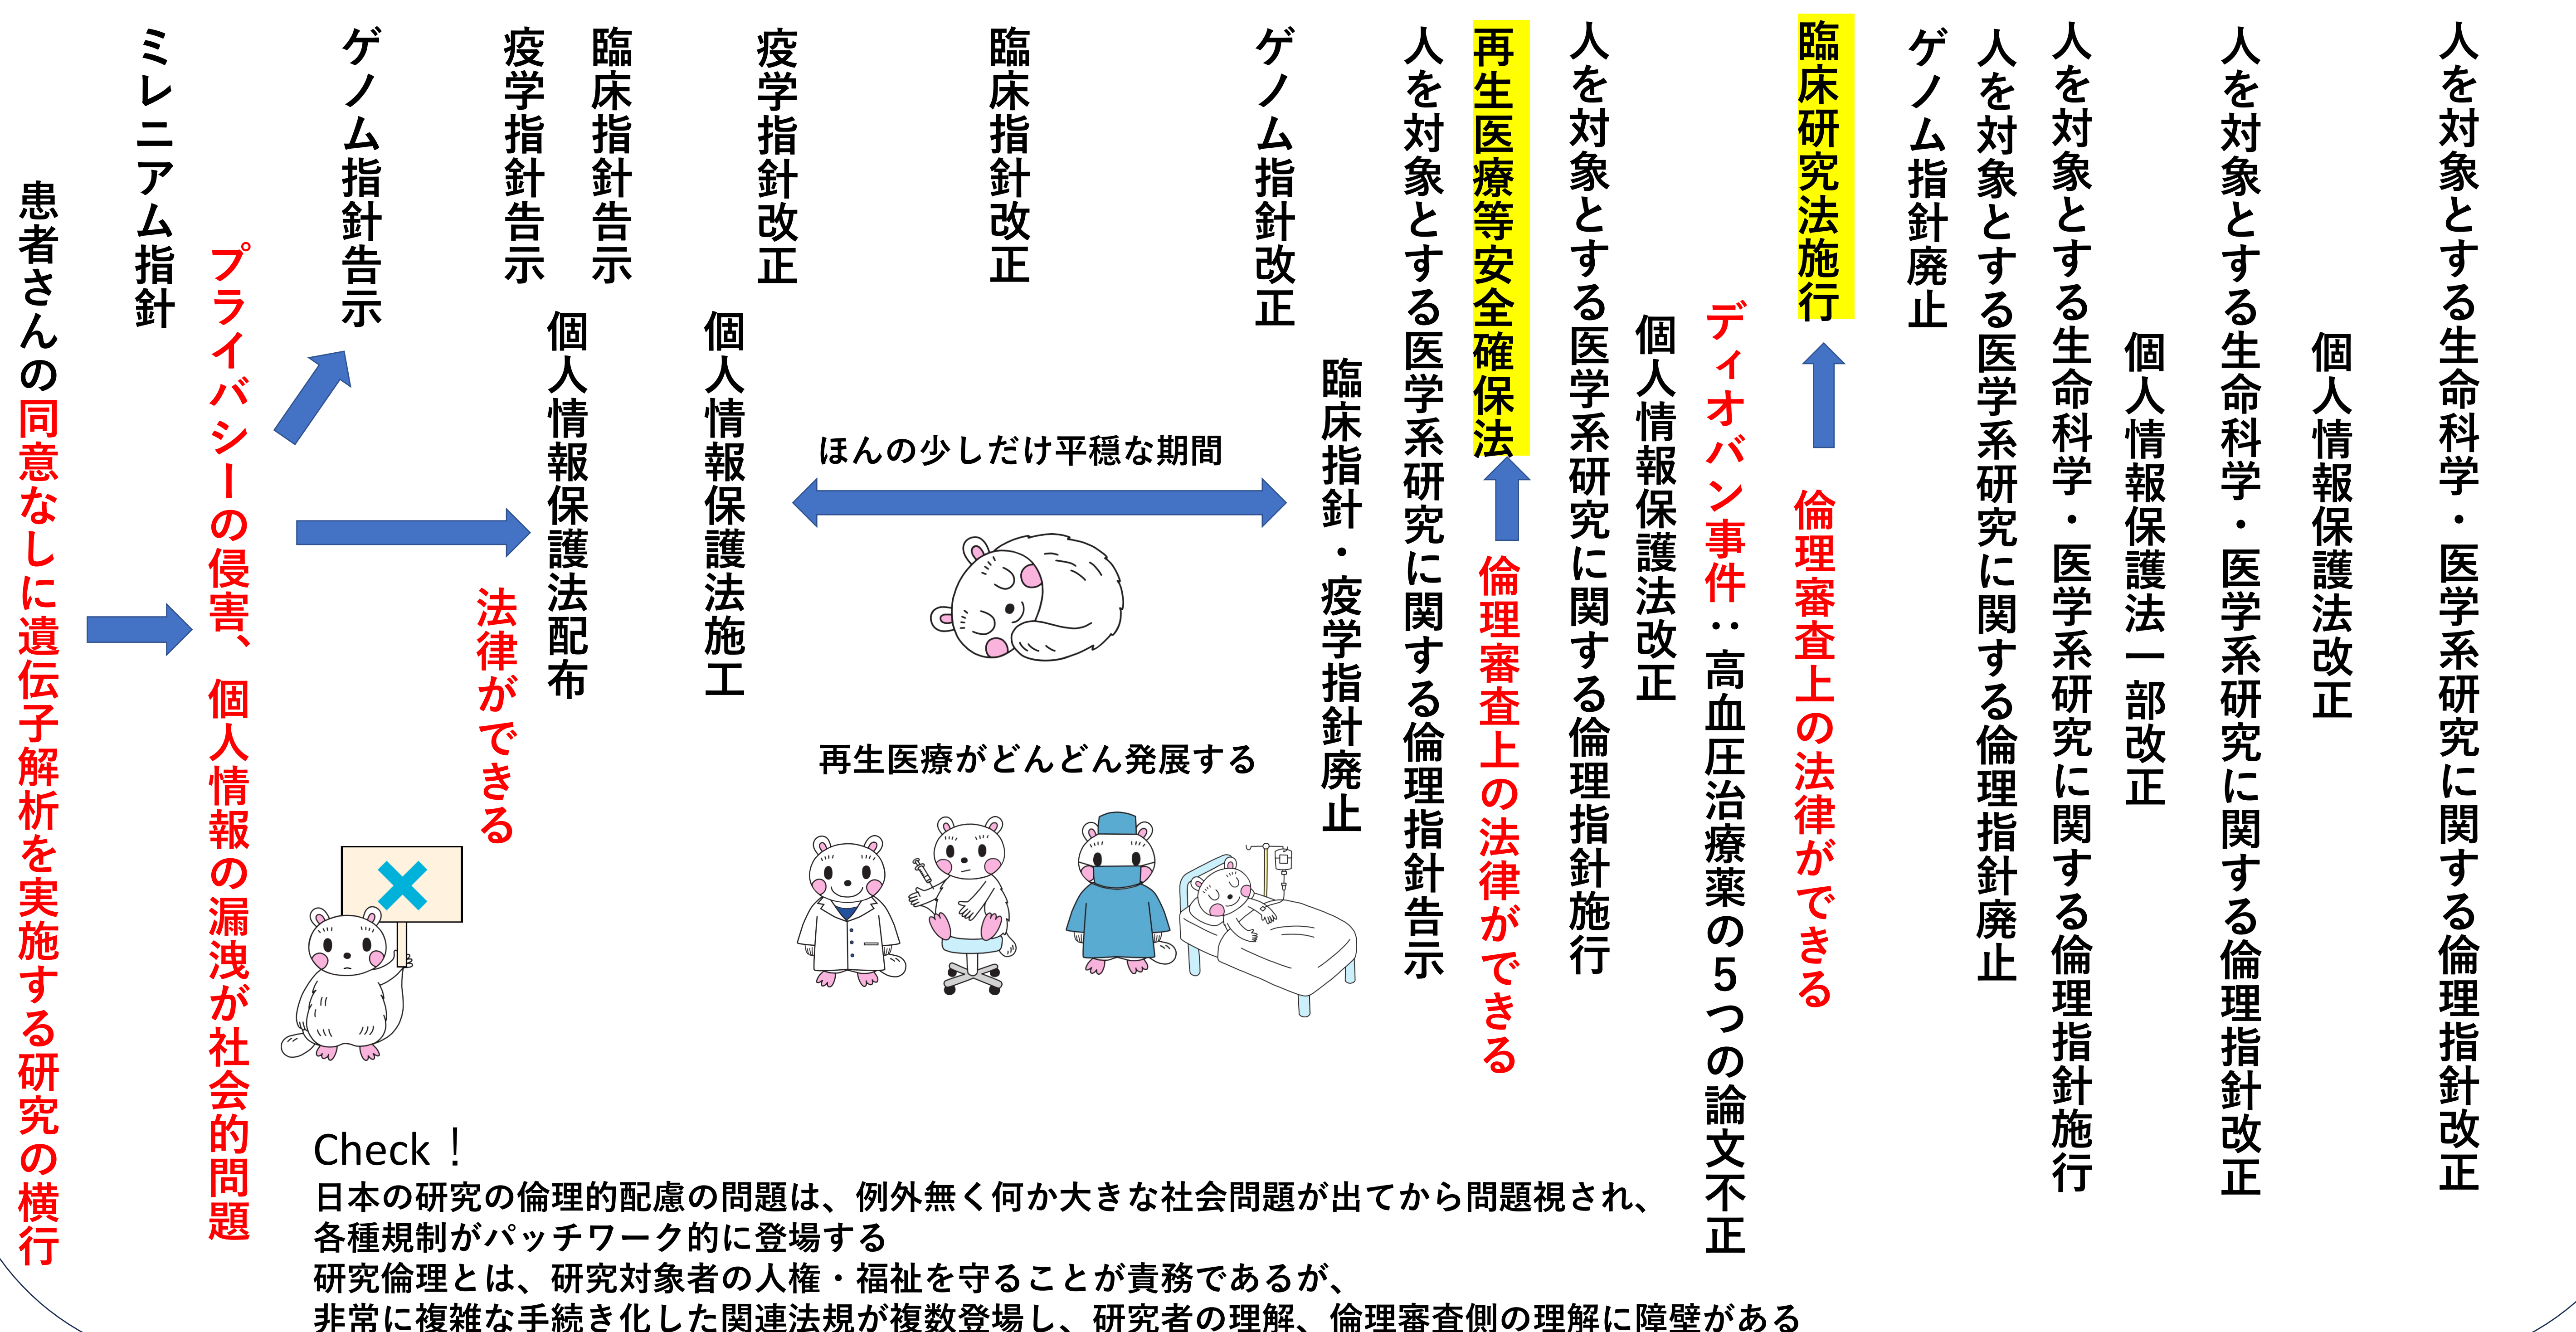 患者さんの同意なしに遺伝子解析を実施する研究の横行
ミレニアム指針
プライバシーの侵害、個人情報の漏洩が社会的問題
ゲノム指針告示
疫学指針告示
法律ができる
臨床指針告示
個人情報保護法配布
個人情報保護法施工
疫学指針改正
臨床指針改正
ほんの少しだけ平穏な期間
再生医療がどんどん発展する
ゲノム指針改正
臨床指針・疫学指針廃止
人を対象とする医学系研究に関する倫理指針告示
再生医療等安全確保法
倫理審査上の法律ができる
人を対象とする医学系研究に関する倫理指針施行
個人情報保護法改正
ディオバン事件:高血圧治療薬の5つの論文不正
臨床研究法施行
倫理審査上の法律ができる
ゲノム指針廃止
人を対象とする医学系研究に関する倫理指針廃止
人を対象とする生命科学・医学系研究に関する倫理指針施行
個人情報保護法一部改正
人を対象とする生命科学・医学系研究に関する倫理指針改正
個人情報保護法改正
人を対象とする生命科学・医学系研究に関する倫理指針改正
Check!
日本の研究の倫理的配慮の問題は、例外無く何か大きな社会問題が出てから問題視され、
各種規制がパッチワーク的に登場する
研究倫理とは、研究対象者の人権・福祉を守ることが責務であるが、
非常に複雑な手続き化した関連法規が複数登場し、研究者の理解、倫理審査側の理解に障壁がある